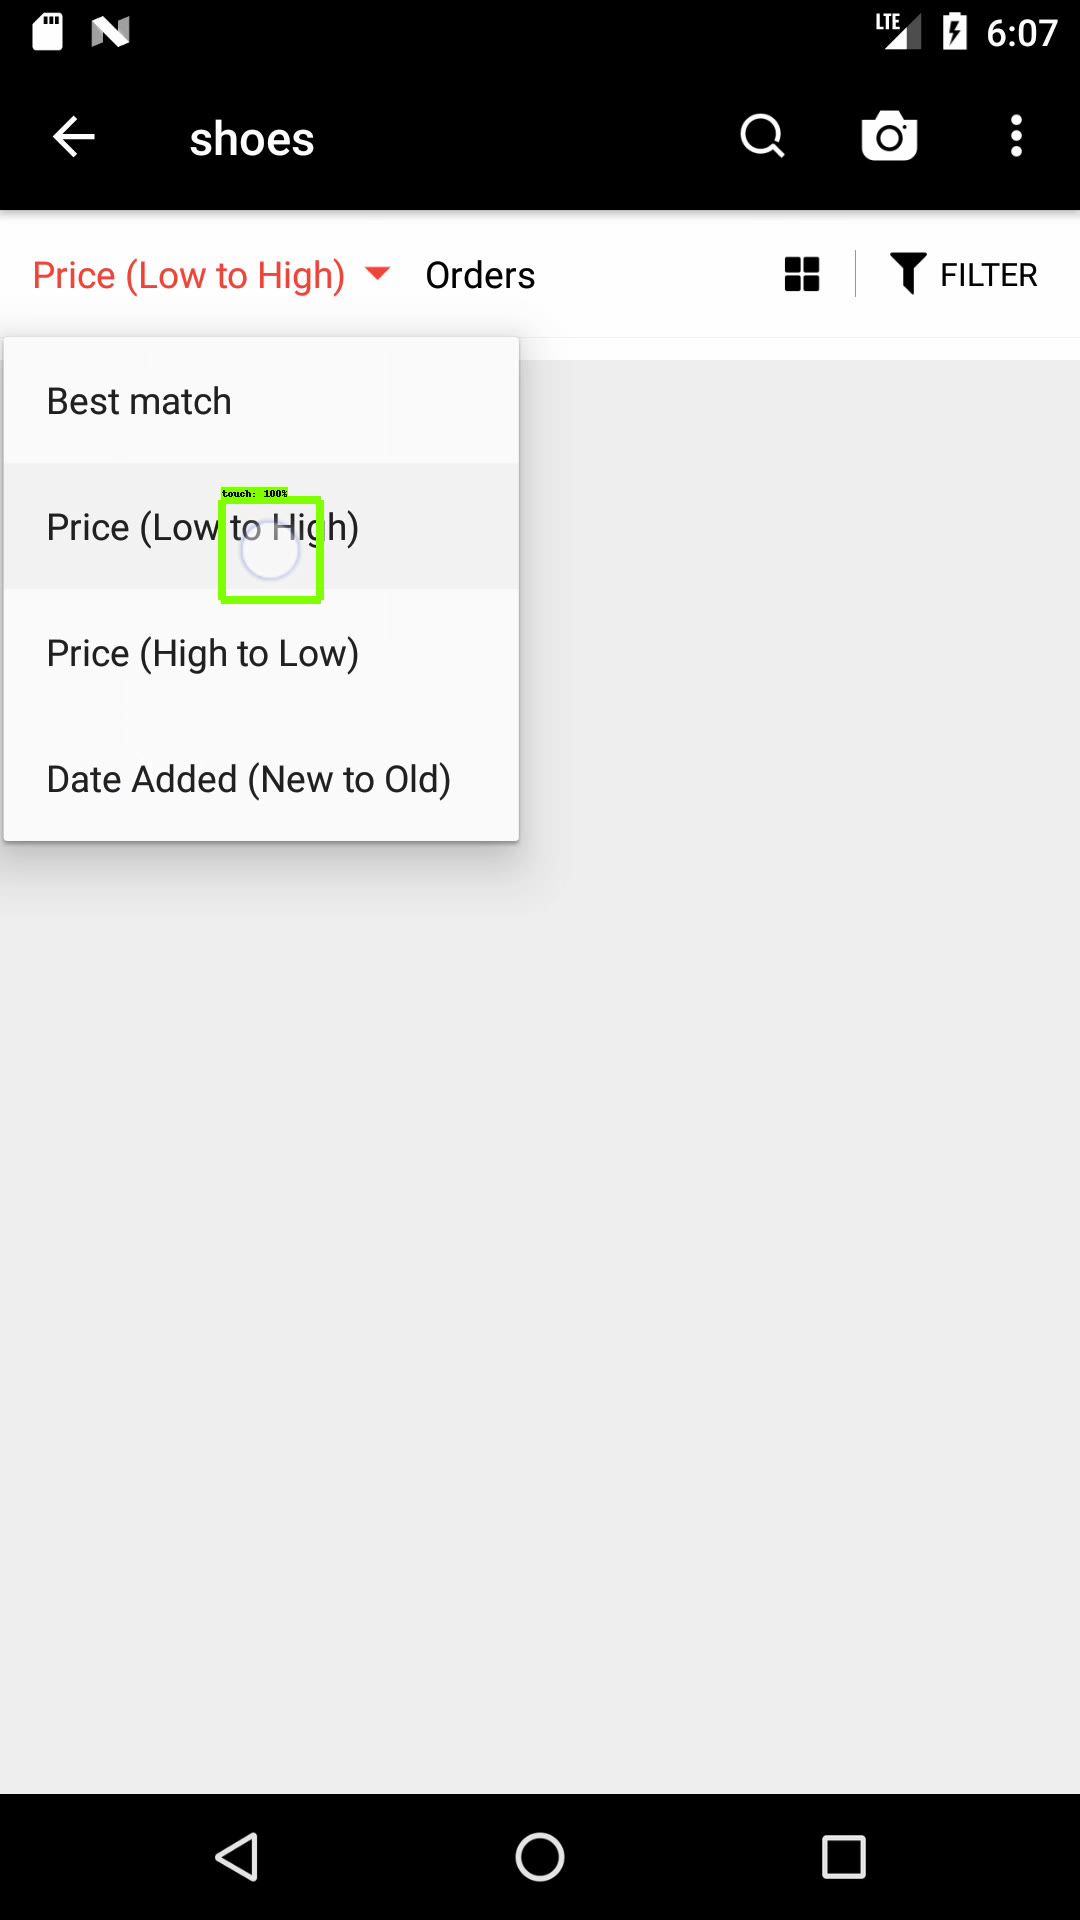 LTE 6:07
shoes
Price (Low to High) Orders FILTER
Best match
touch: 100%
Price (Low to High)
Price (High to Low)
Date Added (New to Old)